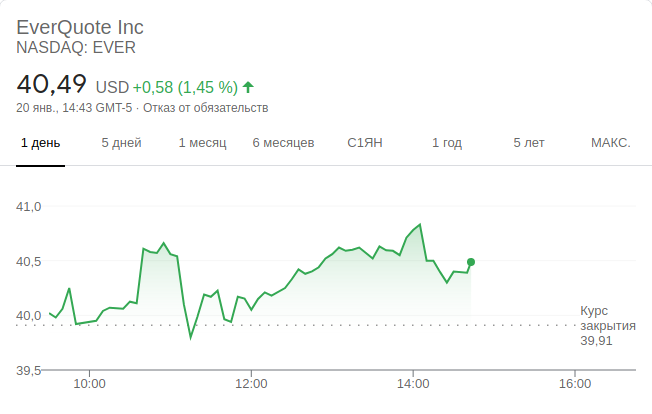 EverQuote Inc
NASDAQ: EVER
40,49 USD +0,58 (1,45 %)
20 янв., 14:43 GMT-5 · Отказ от обязательств
1 день 5 дней 1 месяц 6 месяцев С1ЯН 1 год 5 лет МАКС.
41,0
40,5
40,0
Курс
закрытия
39,91
39,5
10:00 12:00 14:00 16:00